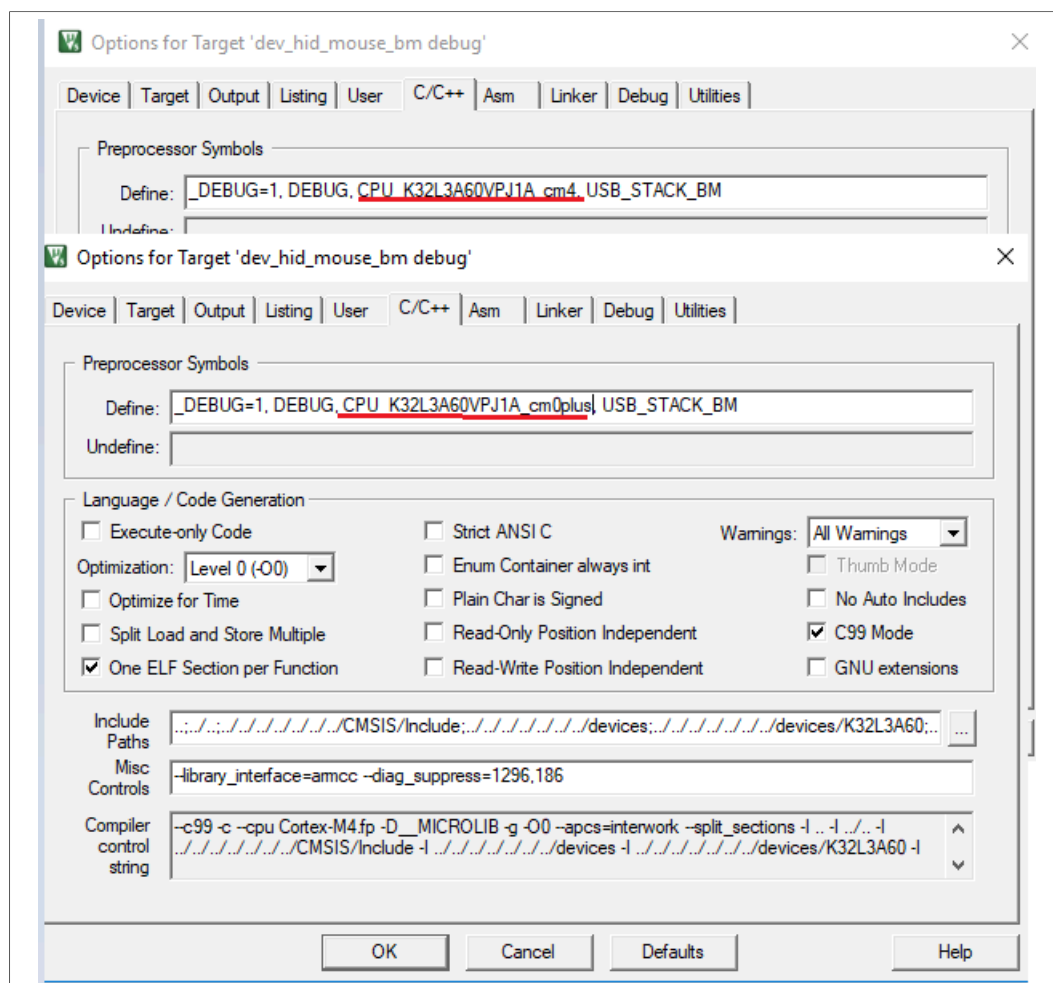 Options for Target 'dev_hid_mouse_bm debug'
Device Target Output Listing User C/C++ Asm Linker Debug Utilities
Preprocessor Symbols
Define: _DEBUG=1, DEBUG, CPU_K32L3A60VPJ1A_cm4, USB_STACK_BM
Undefine:
Options for Target 'dev_hid_mouse_bm debug'
Device Target Output Listing User C/C++ Asm Linker Debug Utilities
Preprocessor Symbols
Define: _DEBUG=1, DEBUG, CPU_K32L3A60VPJ1A_cm0plus, USB_STACK_BM
Undefine:
Language / Code Generation
Execute-only Code Strict ANSI C Warnings: All Warnings
Optimization: Level 0 (-O0) Enum Container always int Thumb Mode
Optimize for Time Plain Char is Signed No Auto Includes
Split Load and Store Multiple Read-Only Position Independent C99 Mode
One ELF Section per Function Read-Write Position Independent GNU extensions
Include Paths ..;../..;../../../../../../../CMSIS/Include;../../../../../../../devices;../../../../../../../devices/K32L3A60;.. ...
Misc Controls --library_interface=armcc --diag_suppress=1296,186
Compiler control string --c99 -c --cpu Cortex-M4.fp -D__MICROLIB -g -O0 --apcs=interwork --split_sections -I .. -I ../.. -I
../../../../../../../CMSIS/Include -I ../../../../../../../devices -I ../../../../../../../devices/K32L3A60 -I
OK Cancel Defaults Help